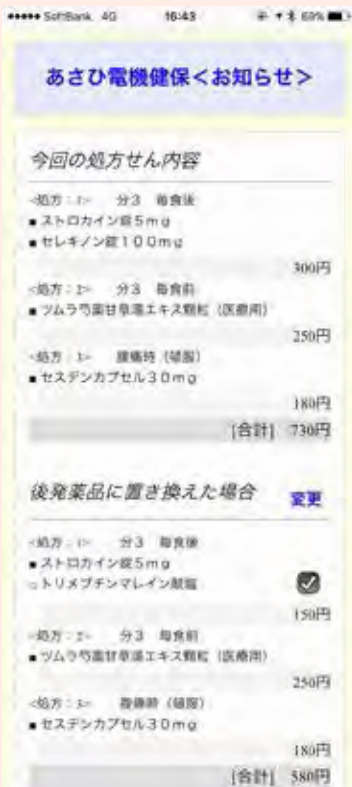 SoftBank 4G 16:43 69%
あさひ電機健保＜お知らせ＞
今回の処方せん内容
<処方:1> 分3 毎食後
■ストロカイン錠5mg
■セレキノン錠100mg
300円
<処方:2> 分3 毎食前
■ツムラ芍薬甘草湯エキス顆粒（医療用）
250円
腹痛時（頓服）
■セスデンカプセル30mg
180円
[合計] 730円
後発薬品に置き換えた場合 変更
<処方:1> 分3 毎食後
■ストロカイン錠5mg
□トリメブチンマレイン酸塩
150円
<処方:2> 分3 毎食前
■ツムラ芍薬甘草湯エキス顆粒（医療用）
250円
腹痛時（頓服）
■セスデンカプセル30mg
180円
[合計] 580円